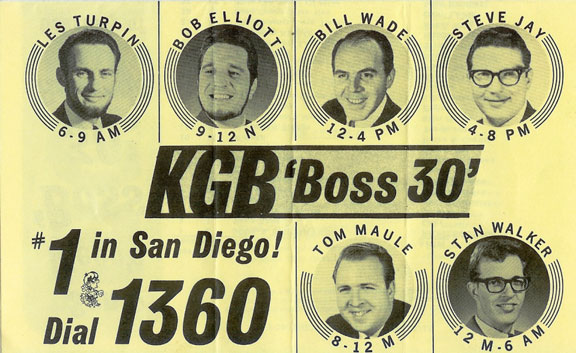 LES TURPIN
6-9 AM
BOB ELLIOTT
9-12 N
BILL WADE
12-4 PM
STEVE JAY
4-8 PM
KGB 'Boss 30'
#1 in San Diego!
Dial 1360
TOM MAULE
8-12 M
STAN WALKER
12 M-6 AM